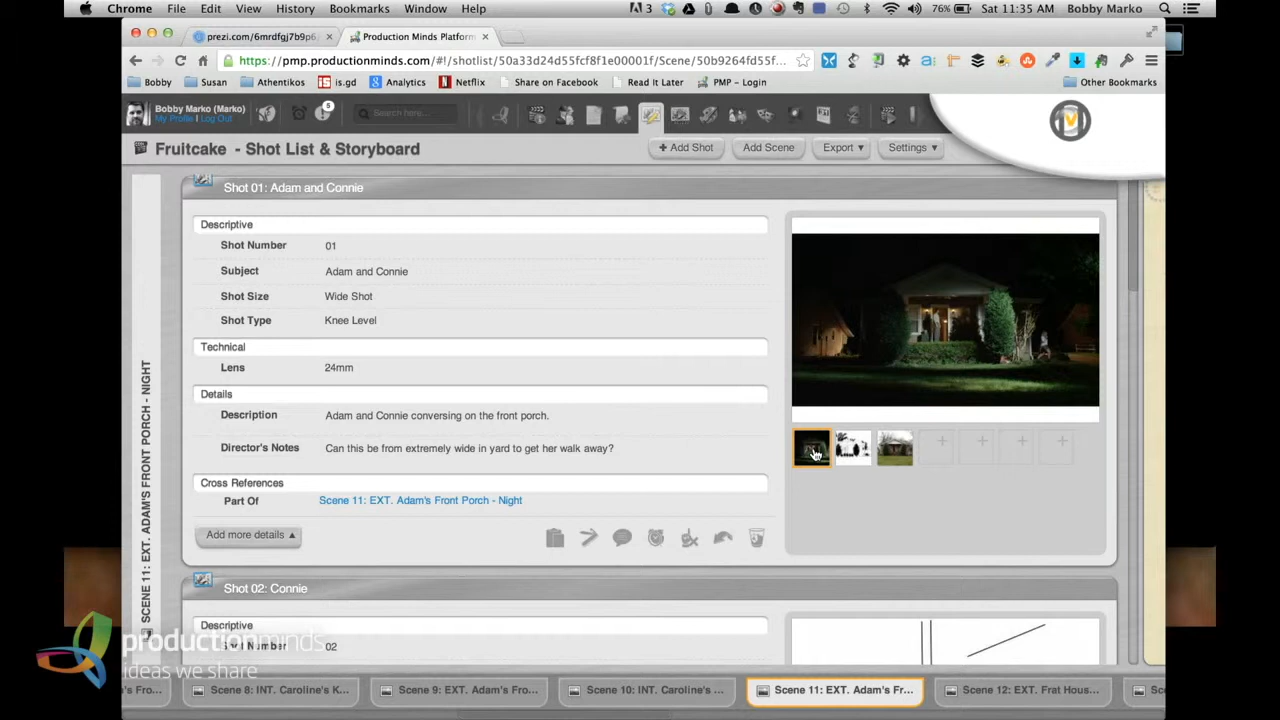 Chrome File Edit View History Bookmarks Window Help 3 76% Sat 11:35 AM Bobby Marko
prezi.com/6mrdfgj7b9p6 Production Minds Platform
https://pmp.productionminds.com/#!/shotlist/50a33d24d55fcf8f1e00001f/Scene/50b9264fd55f...
Bobby Susan Athentikos is.gd Analytics Netflix Share on Facebook Read It Later PMP – Login Other Bookmarks
Bobby Marko (Marko)
My Profile | Log Out
5
Search here...
Fruitcake - Shot List & Storyboard
+ Add Shot Add Scene Export Settings
SCENE 11: EXT. ADAM'S FRONT PORCH - NIGHT
Shot 01: Adam and Connie
Descriptive
Shot Number 01
Subject Adam and Connie
Shot Size Wide Shot
Shot Type Knee Level
Technical
Lens 24mm
Details
Description Adam and Connie conversing on the front porch.
Director's Notes Can this be from extremely wide in yard to get her walk away?
Cross References
Part Of Scene 11: EXT. Adam's Front Porch - Night
Add more details
Shot 02: Connie
Descriptive
Shot Number 02
productionminds
ideas we share
s Fro... Scene 8: INT. Caroline's K... Scene 9: EXT. Adam's Fro... Scene 10: INT. Caroline's ... Scene 11: EXT. Adam's Fr... Scene 12: EXT. Frat Hous...